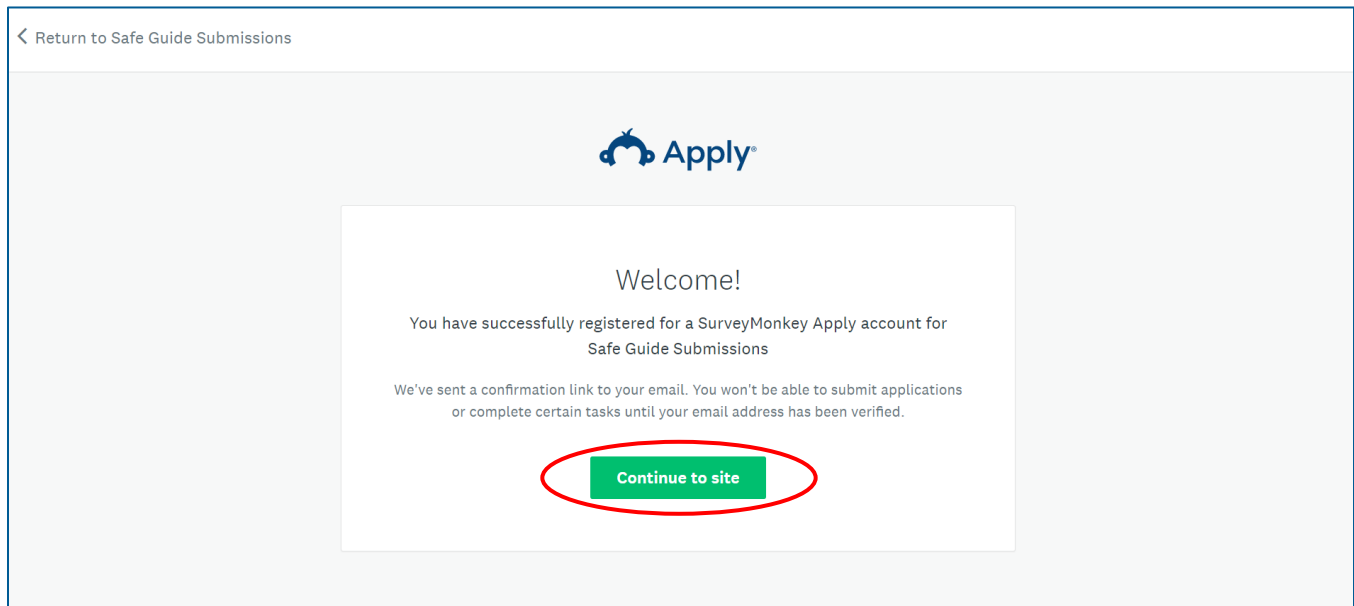 Return to Safe Guide Submissions
Apply®
Welcome!
You have successfully registered for a SurveyMonkey Apply account for
Safe Guide Submissions
We've sent a confirmation link to your email. You won't be able to submit applications
or complete certain tasks until your email address has been verified.
Continue to site